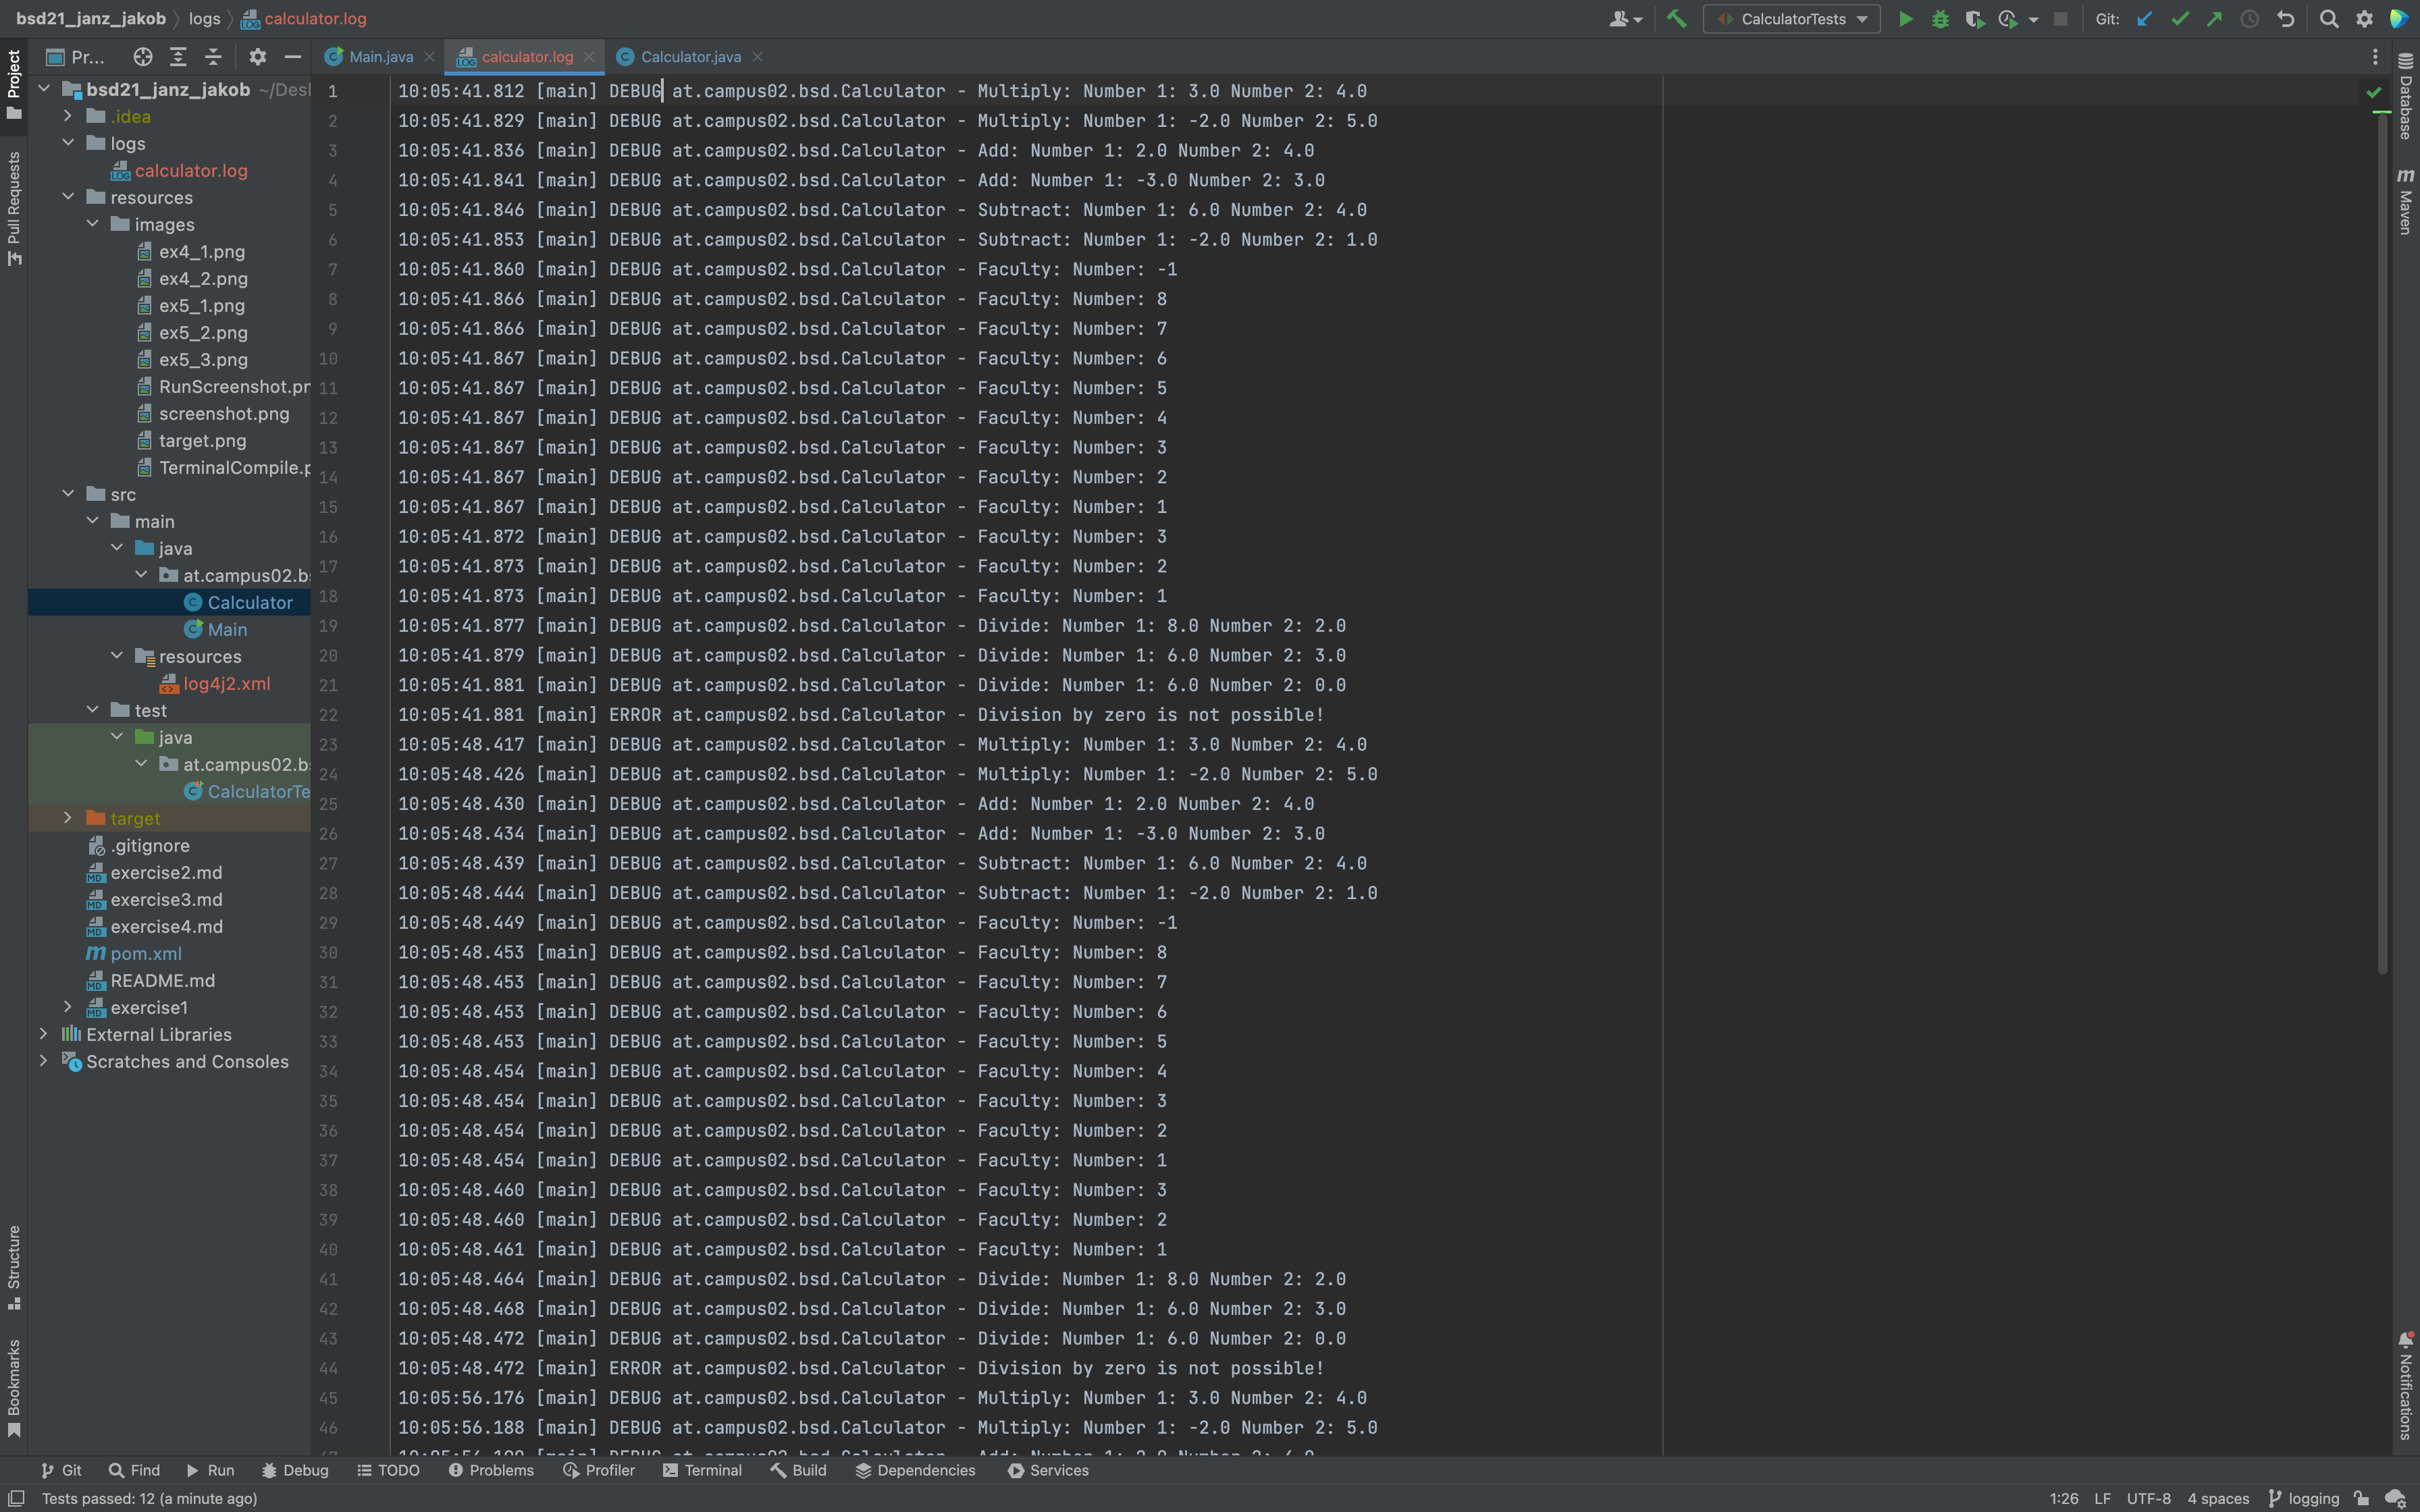 bsd21_janz_jakob logs calculator.log
CalculatorTests Git:
Pr... Main.java calculator.log Calculator.java
Project
Pull Requests
Structure
Bookmarks
bsd21_janz_jakob ~/Desl
.idea
logs
calculator.log
resources
images
ex4_1.png
ex4_2.png
ex5_1.png
ex5_2.png
ex5_3.png
RunScreenshot.pr
screenshot.png
target.png
TerminalCompile.p
src
main
java
at.campus02.bs
Calculator
Main
resources
log4j2.xml
test
java
at.campus02.bs
CalculatorTe
target
.gitignore
exercise2.md
exercise3.md
exercise4.md
pom.xml
README.md
exercise1
External Libraries
Scratches and Consoles
1 10:05:41.812 [main] DEBUG at.campus02.bsd.Calculator - Multiply: Number 1: 3.0 Number 2: 4.0
2 10:05:41.829 [main] DEBUG at.campus02.bsd.Calculator - Multiply: Number 1: -2.0 Number 2: 5.0
3 10:05:41.836 [main] DEBUG at.campus02.bsd.Calculator - Add: Number 1: 2.0 Number 2: 4.0
4 10:05:41.841 [main] DEBUG at.campus02.bsd.Calculator - Add: Number 1: -3.0 Number 2: 3.0
5 10:05:41.846 [main] DEBUG at.campus02.bsd.Calculator - Subtract: Number 1: 6.0 Number 2: 4.0
6 10:05:41.853 [main] DEBUG at.campus02.bsd.Calculator - Subtract: Number 1: -2.0 Number 2: 1.0
7 10:05:41.860 [main] DEBUG at.campus02.bsd.Calculator - Faculty: Number: -1
8 10:05:41.866 [main] DEBUG at.campus02.bsd.Calculator - Faculty: Number: 8
9 10:05:41.866 [main] DEBUG at.campus02.bsd.Calculator - Faculty: Number: 7
10 10:05:41.867 [main] DEBUG at.campus02.bsd.Calculator - Faculty: Number: 6
11 10:05:41.867 [main] DEBUG at.campus02.bsd.Calculator - Faculty: Number: 5
12 10:05:41.867 [main] DEBUG at.campus02.bsd.Calculator - Faculty: Number: 4
13 10:05:41.867 [main] DEBUG at.campus02.bsd.Calculator - Faculty: Number: 3
14 10:05:41.867 [main] DEBUG at.campus02.bsd.Calculator - Faculty: Number: 2
15 10:05:41.867 [main] DEBUG at.campus02.bsd.Calculator - Faculty: Number: 1
16 10:05:41.872 [main] DEBUG at.campus02.bsd.Calculator - Faculty: Number: 3
17 10:05:41.873 [main] DEBUG at.campus02.bsd.Calculator - Faculty: Number: 2
18 10:05:41.873 [main] DEBUG at.campus02.bsd.Calculator - Faculty: Number: 1
19 10:05:41.877 [main] DEBUG at.campus02.bsd.Calculator - Divide: Number 1: 8.0 Number 2: 2.0
20 10:05:41.879 [main] DEBUG at.campus02.bsd.Calculator - Divide: Number 1: 6.0 Number 2: 3.0
21 10:05:41.881 [main] DEBUG at.campus02.bsd.Calculator - Divide: Number 1: 6.0 Number 2: 0.0
22 10:05:41.881 [main] ERROR at.campus02.bsd.Calculator - Division by zero is not possible!
23 10:05:48.417 [main] DEBUG at.campus02.bsd.Calculator - Multiply: Number 1: 3.0 Number 2: 4.0
24 10:05:48.426 [main] DEBUG at.campus02.bsd.Calculator - Multiply: Number 1: -2.0 Number 2: 5.0
25 10:05:48.430 [main] DEBUG at.campus02.bsd.Calculator - Add: Number 1: 2.0 Number 2: 4.0
26 10:05:48.434 [main] DEBUG at.campus02.bsd.Calculator - Add: Number 1: -3.0 Number 2: 3.0
27 10:05:48.439 [main] DEBUG at.campus02.bsd.Calculator - Subtract: Number 1: 6.0 Number 2: 4.0
28 10:05:48.444 [main] DEBUG at.campus02.bsd.Calculator - Subtract: Number 1: -2.0 Number 2: 1.0
29 10:05:48.449 [main] DEBUG at.campus02.bsd.Calculator - Faculty: Number: -1
30 10:05:48.453 [main] DEBUG at.campus02.bsd.Calculator - Faculty: Number: 8
31 10:05:48.453 [main] DEBUG at.campus02.bsd.Calculator - Faculty: Number: 7
32 10:05:48.453 [main] DEBUG at.campus02.bsd.Calculator - Faculty: Number: 6
33 10:05:48.453 [main] DEBUG at.campus02.bsd.Calculator - Faculty: Number: 5
34 10:05:48.454 [main] DEBUG at.campus02.bsd.Calculator - Faculty: Number: 4
35 10:05:48.454 [main] DEBUG at.campus02.bsd.Calculator - Faculty: Number: 3
36 10:05:48.454 [main] DEBUG at.campus02.bsd.Calculator - Faculty: Number: 2
37 10:05:48.454 [main] DEBUG at.campus02.bsd.Calculator - Faculty: Number: 1
38 10:05:48.460 [main] DEBUG at.campus02.bsd.Calculator - Faculty: Number: 3
39 10:05:48.460 [main] DEBUG at.campus02.bsd.Calculator - Faculty: Number: 2
40 10:05:48.461 [main] DEBUG at.campus02.bsd.Calculator - Faculty: Number: 1
41 10:05:48.464 [main] DEBUG at.campus02.bsd.Calculator - Divide: Number 1: 8.0 Number 2: 2.0
42 10:05:48.468 [main] DEBUG at.campus02.bsd.Calculator - Divide: Number 1: 6.0 Number 2: 3.0
43 10:05:48.472 [main] DEBUG at.campus02.bsd.Calculator - Divide: Number 1: 6.0 Number 2: 0.0
44 10:05:48.472 [main] ERROR at.campus02.bsd.Calculator - Division by zero is not possible!
45 10:05:56.176 [main] DEBUG at.campus02.bsd.Calculator - Multiply: Number 1: 3.0 Number 2: 4.0
46 10:05:56.188 [main] DEBUG at.campus02.bsd.Calculator - Multiply: Number 1: -2.0 Number 2: 5.0
Database
Maven
Notifications
Git Find Run Debug TODO Problems Profiler Terminal Build Dependencies Services
Tests passed: 12 (a minute ago) 1:26 LF UTF-8 4 spaces logging